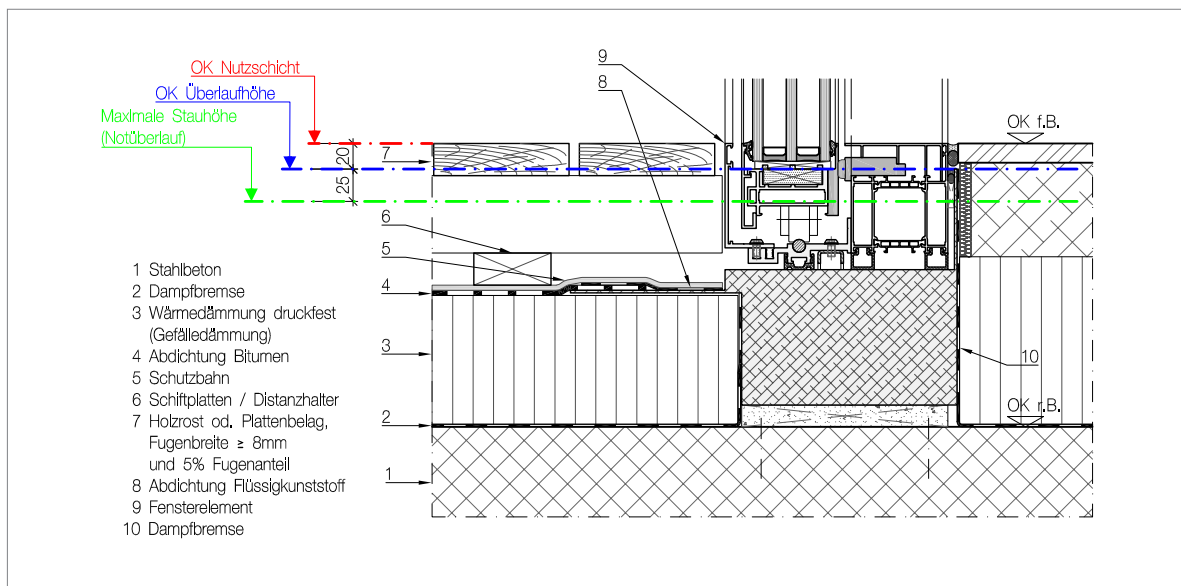 OK Nutzschicht
OK Überlaufhöhe
Maximale Stauhöhe
(Notüberlauf)
20
25
9
8
7
6
5
4
3
2
1
10
OK f.B.
OK r.B.
1 Stahlbeton
2 Dampfbremse
3 Wärmedämmung druckfest
(Gefälledämmung)
4 Abdichtung Bitumen
5 Schutzbahn
6 Schiftplatten / Distanzhalter
7 Holzrost od. Plattenbelag,
Fugenbreite ≥ 8mm
und 5% Fugenanteil
8 Abdichtung Flüssigkunststoff
9 Fensterelement
10 Dampfbremse